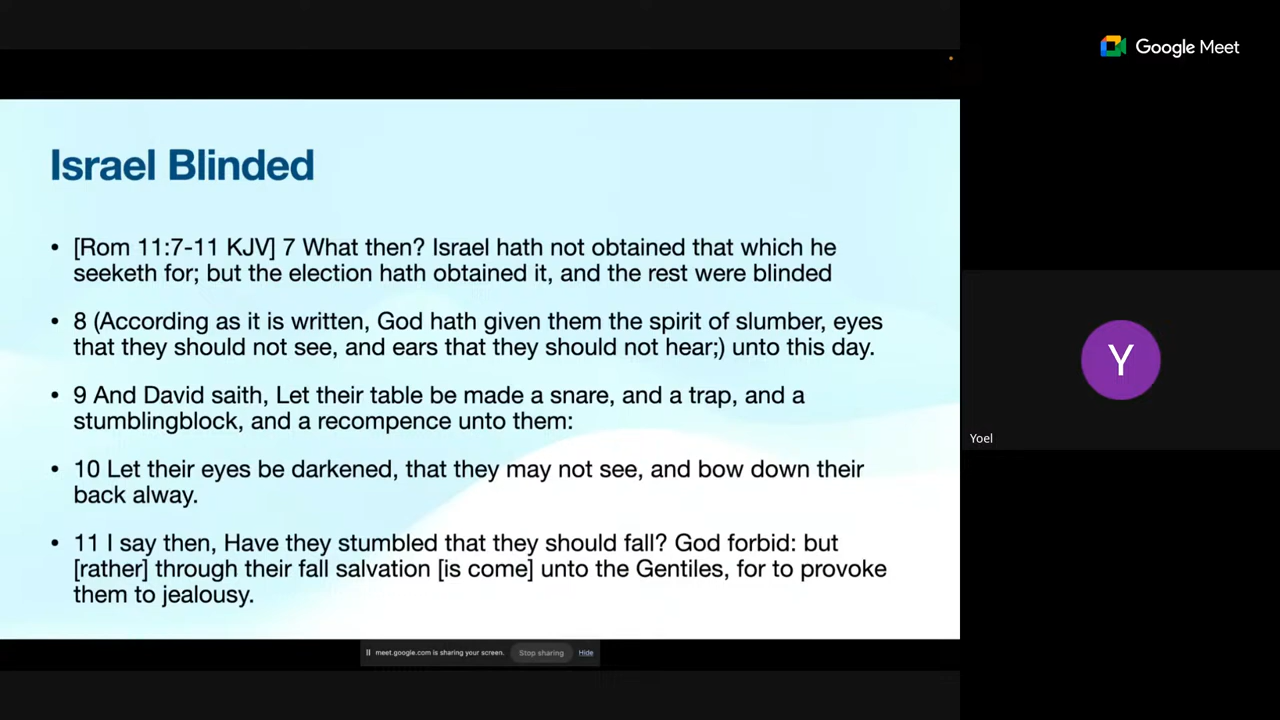 Google Meet
Israel Blinded
• [Rom 11:7-11 KJV] 7 What then? Israel hath not obtained that which he
seeketh for; but the election hath obtained it, and the rest were blinded
• 8 (According as it is written, God hath given them the spirit of slumber, eyes
that they should not see, and ears that they should not hear;) unto this day.
• 9 And David saith, Let their table be made a snare, and a trap, and a
stumblingblock, and a recompence unto them:
• 10 Let their eyes be darkened, that they may not see, and bow down their
back alway.
• 11 I say then, Have they stumbled that they should fall? God forbid: but
[rather] through their fall salvation [is come] unto the Gentiles, for to provoke
them to jealousy.
Y
Yoel
meet.google.com is sharing your screen. Stop sharing Hide